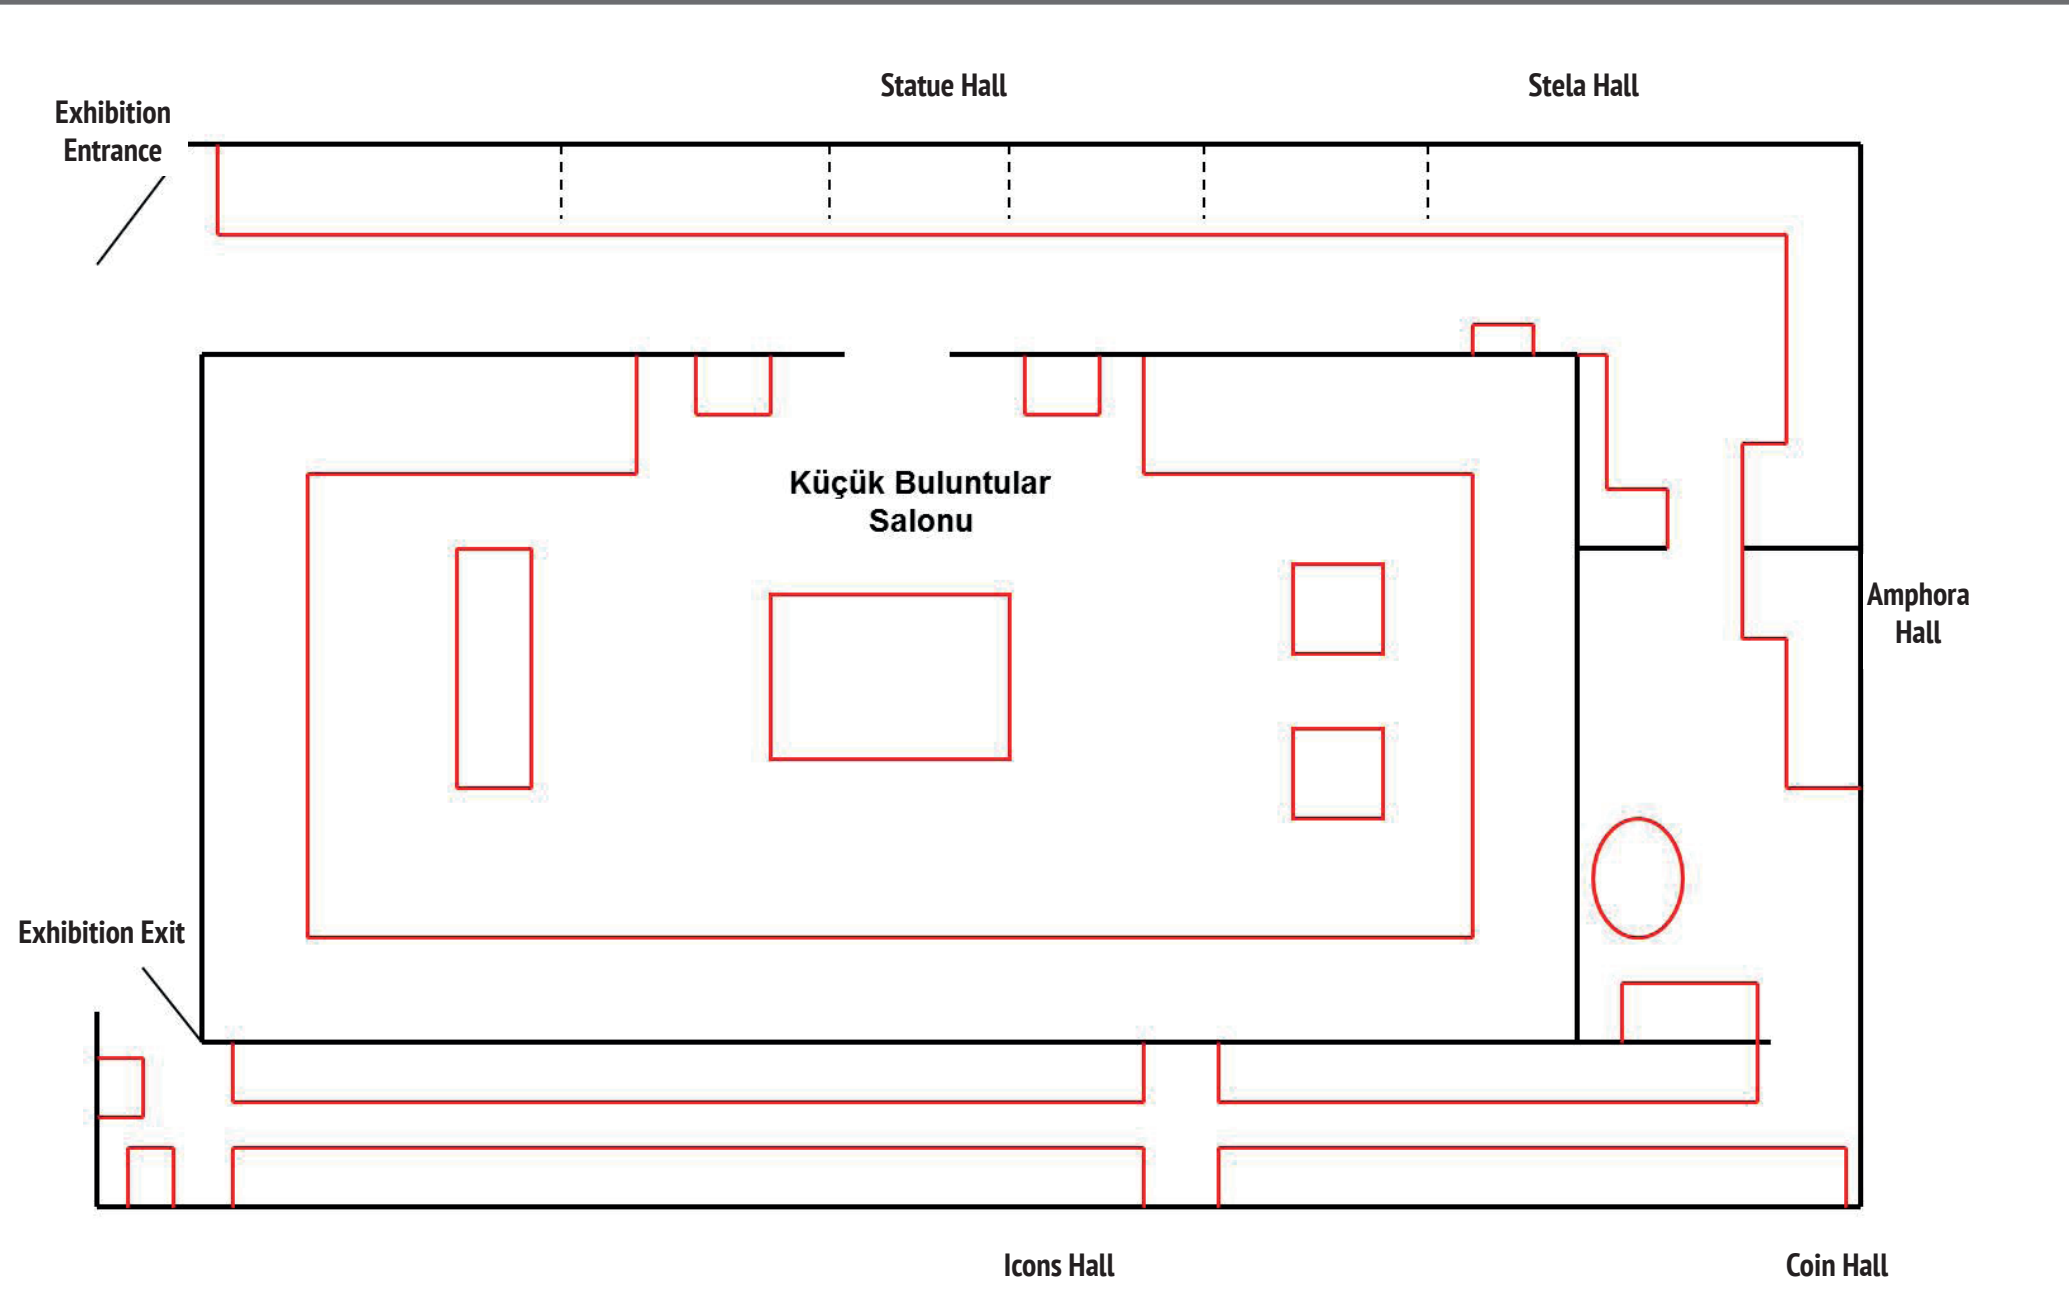 Statue Hall
Stela Hall
Exhibition
Entrance
Küçük Buluntular
Salonu
Amphora
Hall
Exhibition Exit
Icons Hall
Coin Hall